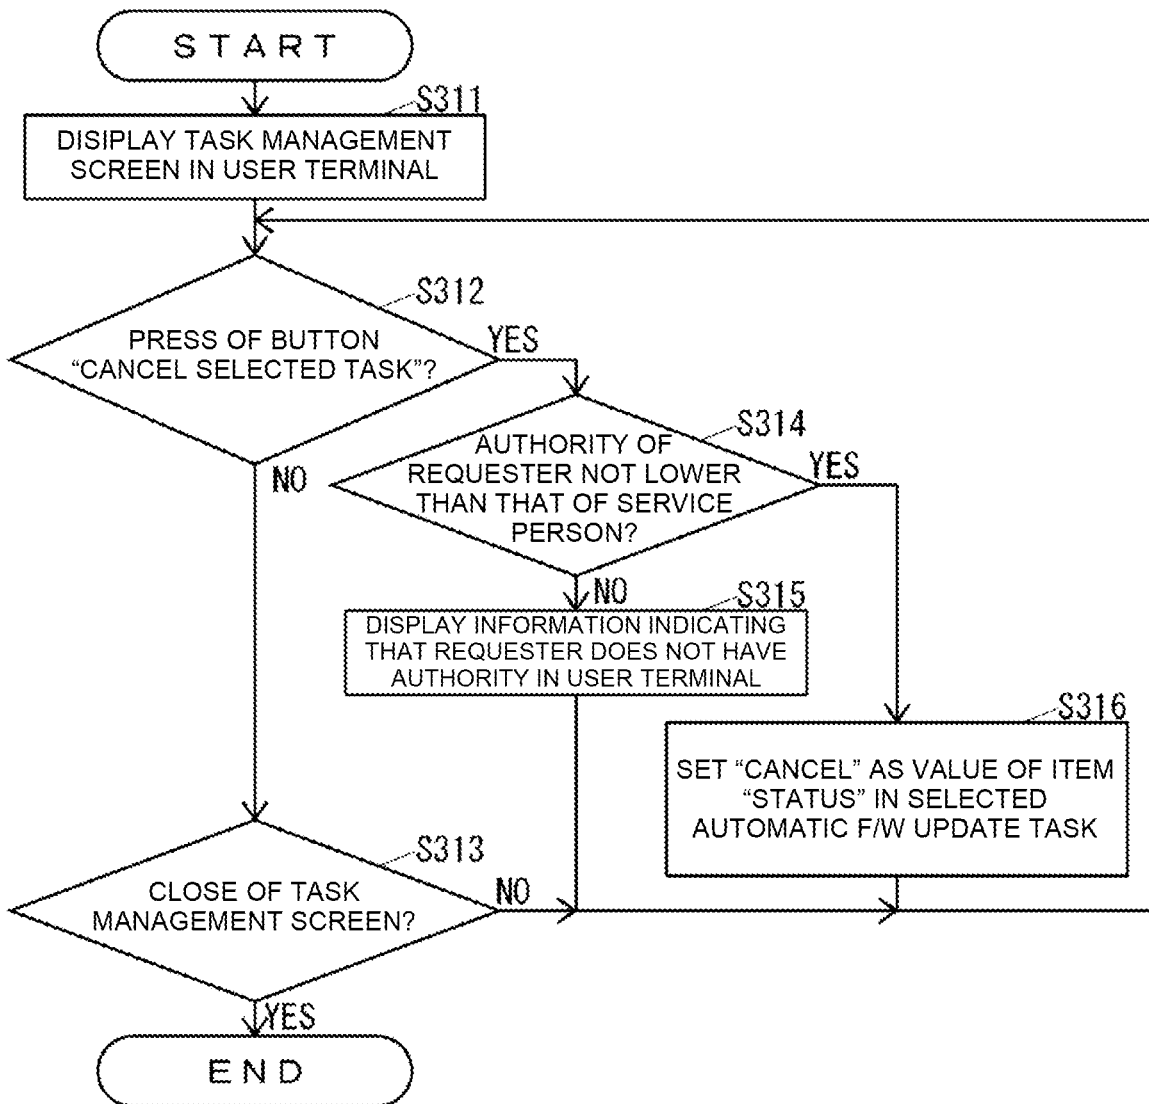 START
S311
DISIPLAY TASK MANAGEMENT
SCREEN IN USER TERMINAL
S312
PRESS OF BUTTON
“CANCEL SELECTED TASK”?
YES
NO
S314
AUTHORITY OF
REQUESTER NOT LOWER
THAN THAT OF SERVICE
PERSON?
YES
NO
S315
DISPLAY INFORMATION INDICATING
THAT REQUESTER DOES NOT HAVE
AUTHORITY IN USER TERMINAL
S316
SET “CANCEL” AS VALUE OF ITEM
“STATUS” IN SELECTED
AUTOMATIC F/W UPDATE TASK
S313
CLOSE OF TASK
MANAGEMENT SCREEN?
NO
YES
END